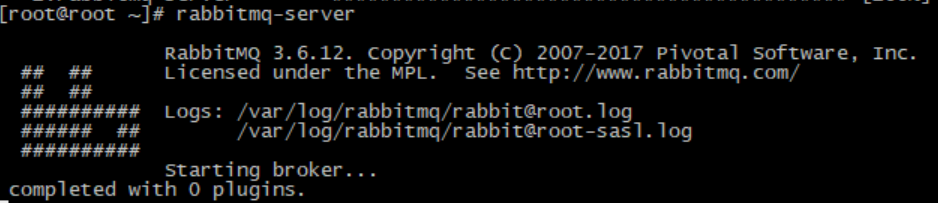 [root@root ~]# rabbitmq-server
RabbitMQ 3.6.12. Copyright (C) 2007-2017 Pivotal Software, Inc.
##  ##      Licensed under the MPL.  See http://www.rabbitmq.com/
##  ##
##########  Logs: /var/log/rabbitmq/rabbit@root.log
######  ##        /var/log/rabbitmq/rabbit@root-sasl.log
##########
Starting broker...
completed with 0 plugins.